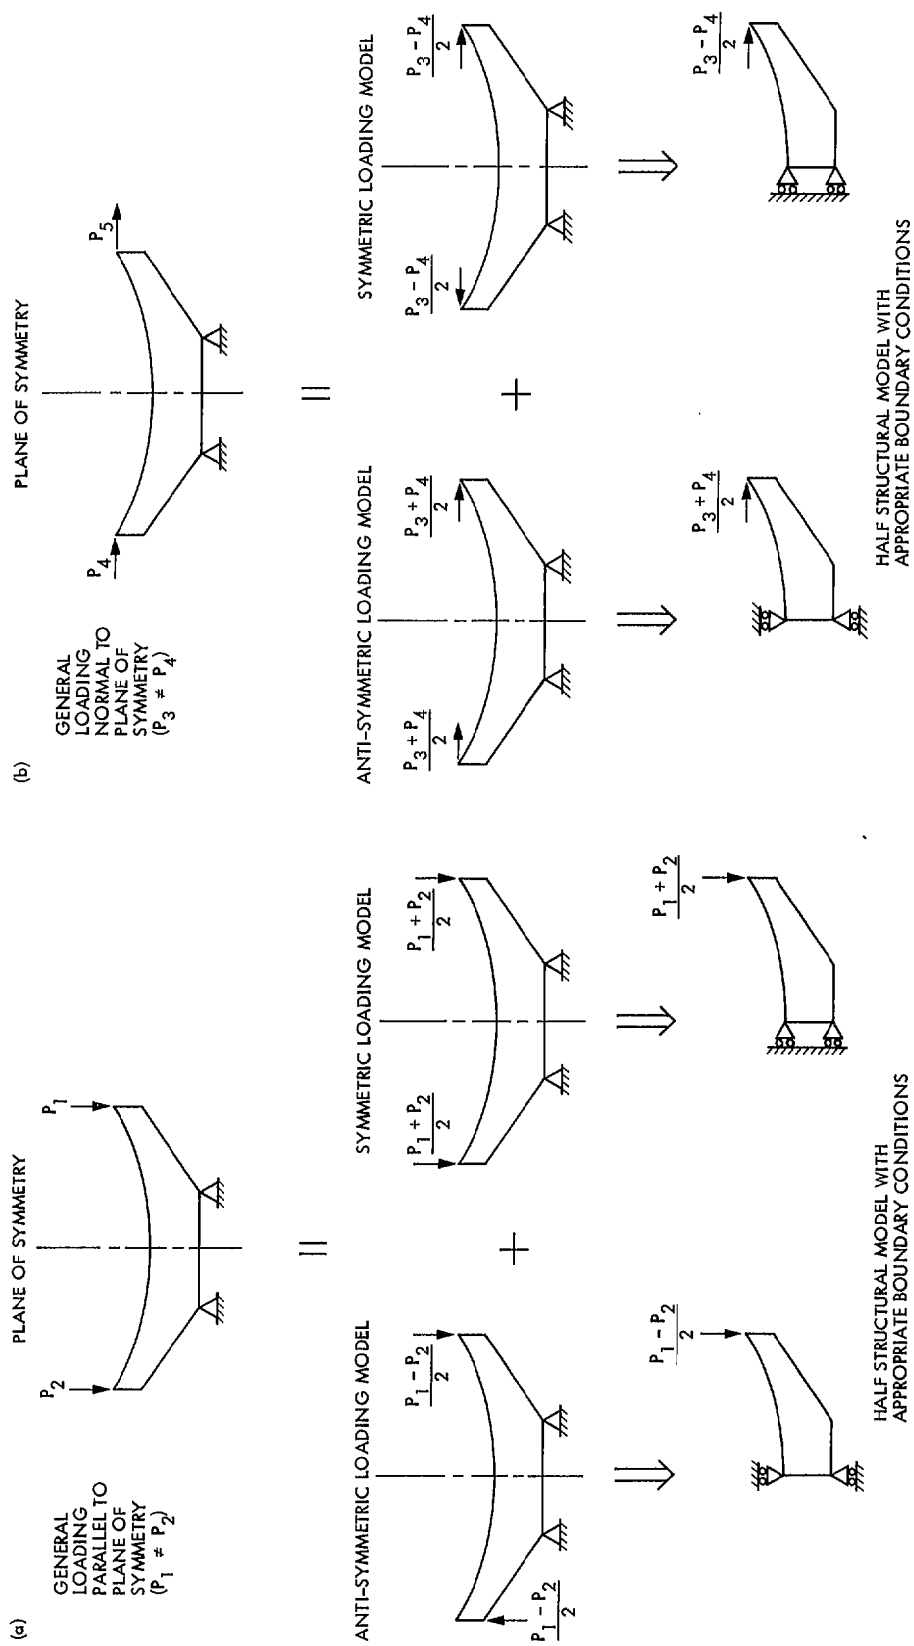 (a)
GENERAL
LOADING
PARALLEL TO
PLANE OF
SYMMETRY
(P1 ≠ P2)
PLANE OF SYMMETRY
P2
P1
=
ANTI-SYMMETRIC LOADING MODEL
P1 - P2
2
P1 - P2
2
+
SYMMETRIC LOADING MODEL
P1 + P2
2
P1 + P2
2
P1 - P2
2
P1 + P2
2
HALF STRUCTURAL MODEL WITH
APPROPRIATE BOUNDARY CONDITIONS
(b)
GENERAL
LOADING
NORMAL TO
PLANE OF
SYMMETRY
(P3 ≠ P4)
PLANE OF SYMMETRY
P4
P5
=
ANTI-SYMMETRIC LOADING MODEL
P3 + P4
2
P3 + P4
2
+
SYMMETRIC LOADING MODEL
P3 - P4
2
P3 - P4
2
P3 + P4
2
P3 - P4
2
HALF STRUCTURAL MODEL WITH
APPROPRIATE BOUNDARY CONDITIONS